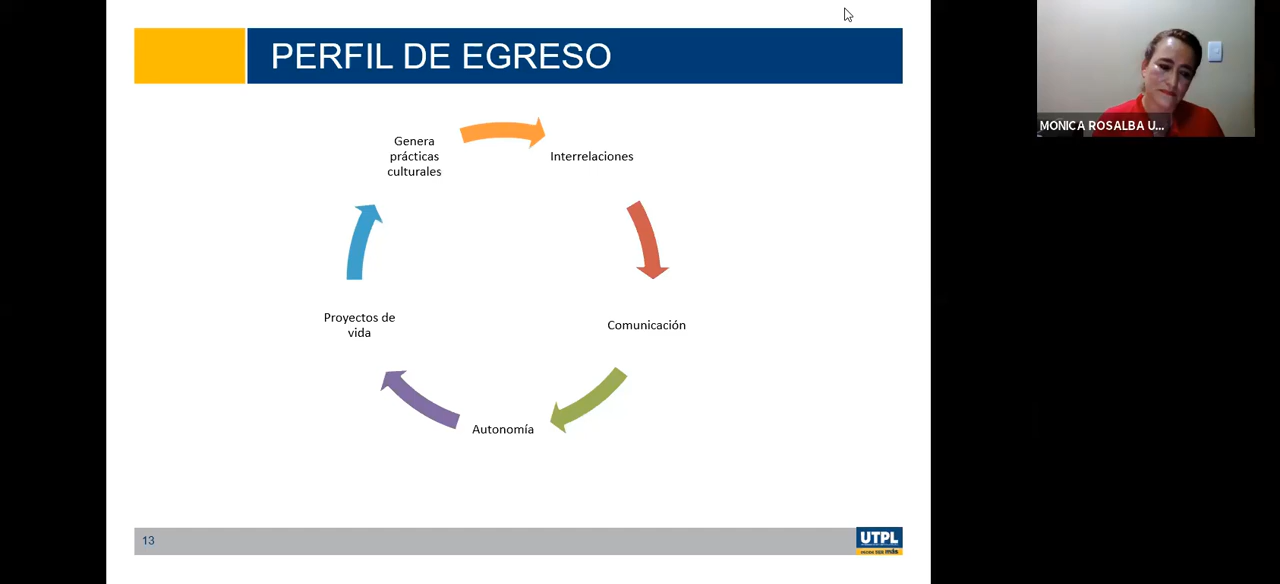 PERFIL DE EGRESO
Genera
prácticas
culturales
Interrelaciones
Comunicación
Autonomía
Proyectos de
vida
13
UTPL
MONICA ROSALBA U...